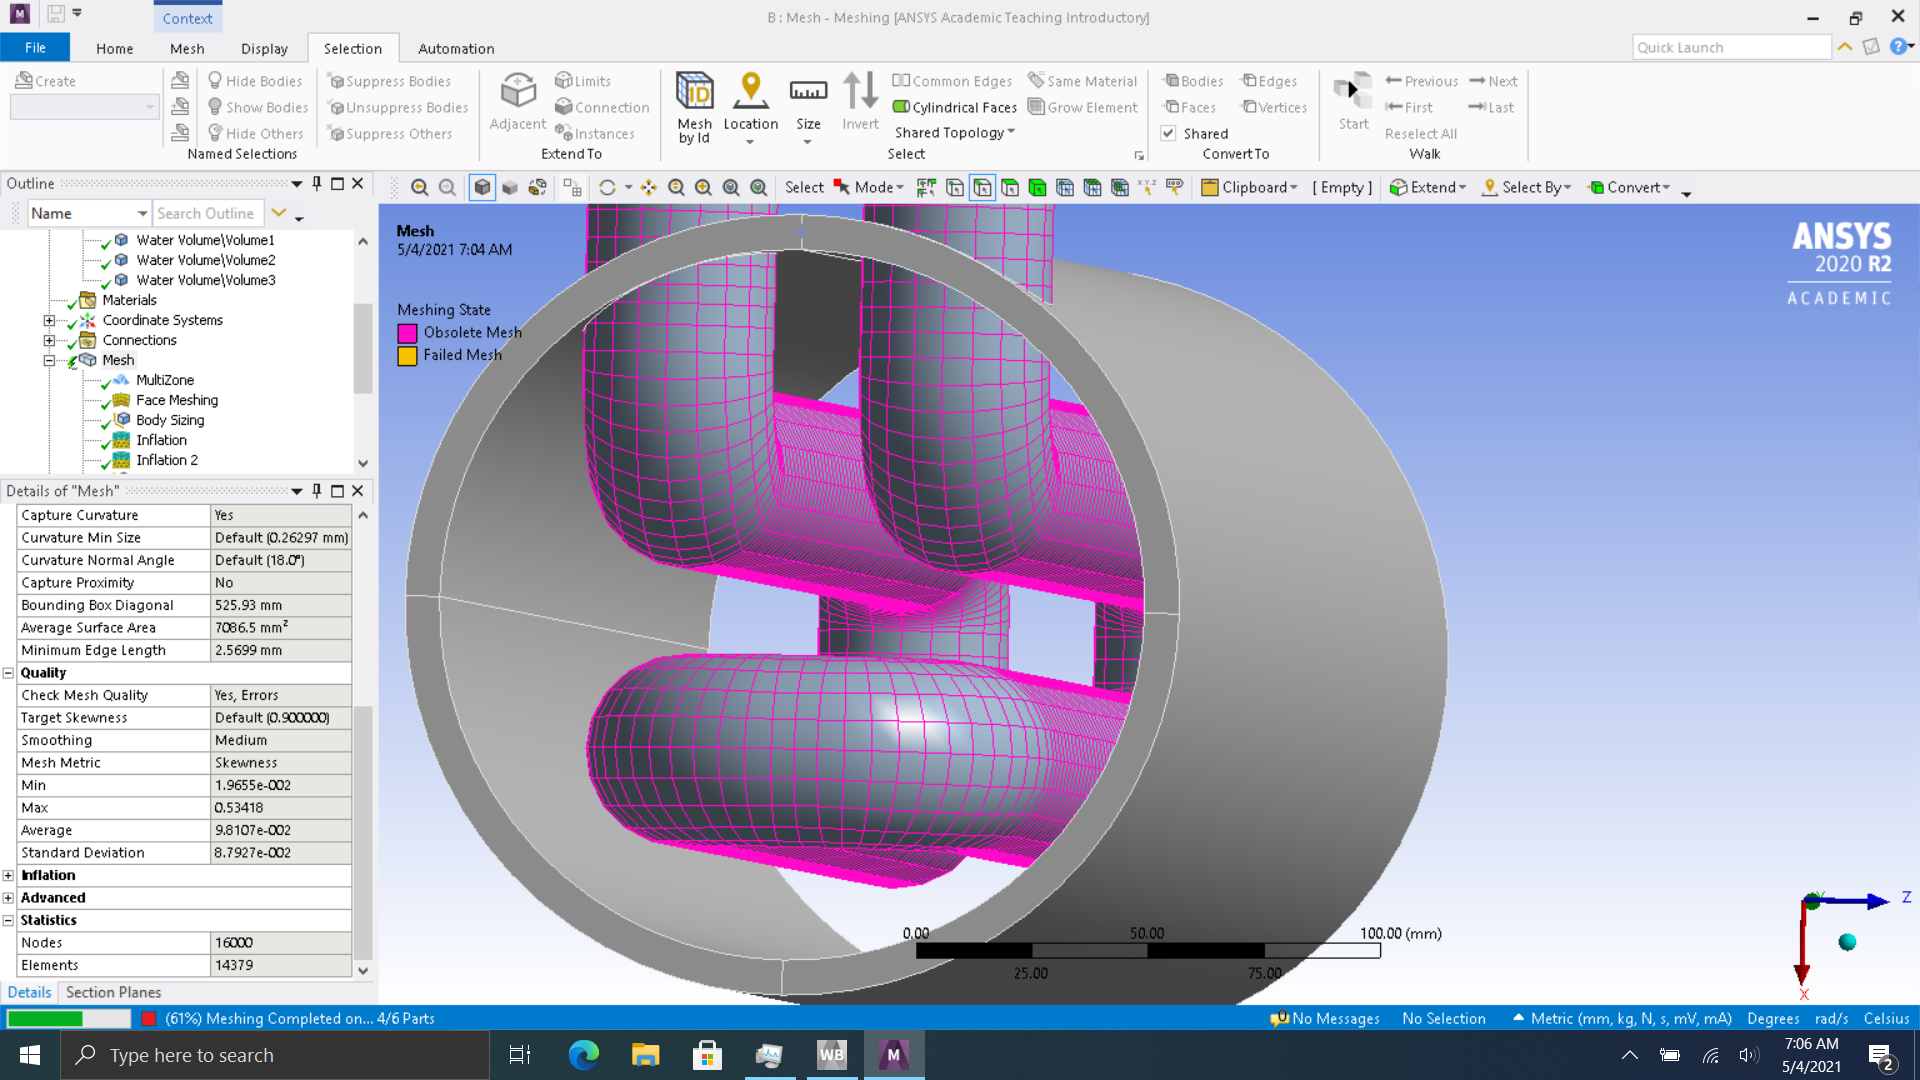 Context
B : Mesh - Meshing [ANSYS Academic Teaching Introductory]
File
Home
Mesh
Display
Selection
Automation
Quick Launch
Create
Hide Bodies
Show Bodies
Hide Others
Named Selections
Suppress Bodies
Unsuppress Bodies
Suppress Others
Adjacent
Limits
Connection
Instances
Extend To
Mesh by Id
Location
Size
Invert
Common Edges
Cylindrical Faces
Shared Topology
Same Material
Grow Element
Select
Bodies
Edges
Faces
Vertices
Shared
Convert To
Start
Previous
Next
First
Last
Reselect All
Walk
Outline
Name
Search Outline
Select
Mode
Clipboard
[ Empty ]
Extend
Select By
Convert
Water Volume\Volume1
Water Volume\Volume2
Water Volume\Volume3
Materials
Coordinate Systems
Connections
Mesh
MultiZone
Face Meshing
Body Sizing
Inflation
Inflation 2
Details of "Mesh"
Capture Curvature Yes
Curvature Min Size Default (0.26297 mm)
Curvature Normal Angle Default (18.0°)
Capture Proximity No
Bounding Box Diagonal 525.93 mm
Average Surface Area 7086.5 mm²
Minimum Edge Length 2.5699 mm
Quality
Check Mesh Quality Yes, Errors
Target Skewness Default (0.900000)
Smoothing Medium
Mesh Metric Skewness
Min 1.9655e-002
Max 0.53418
Average 9.8107e-002
Standard Deviation 8.7927e-002
Inflation
Advanced
Statistics
Nodes 16000
Elements 14379
Details
Section Planes
Mesh
5/4/2021 7:04 AM
Meshing State
Obsolete Mesh
Failed Mesh
ANSYS
2020 R2
ACADEMIC
0.00 50.00 100.00 (mm)
25.00 75.00
Y
Z
X
(61%) Meshing Completed on... 4/6 Parts
0 No Messages
No Selection
Metric (mm, kg, N, s, mV, mA)
Degrees
rad/s
Celsius
Type here to search
WB
M
7:06 AM
5/4/2021
2